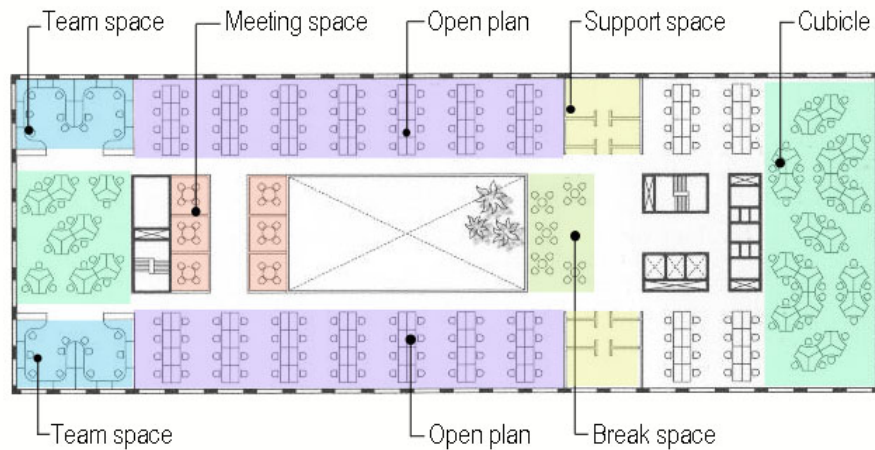 Team space
Meeting space
Open plan
Support space
Cubicle
Team space
Open plan
Break space